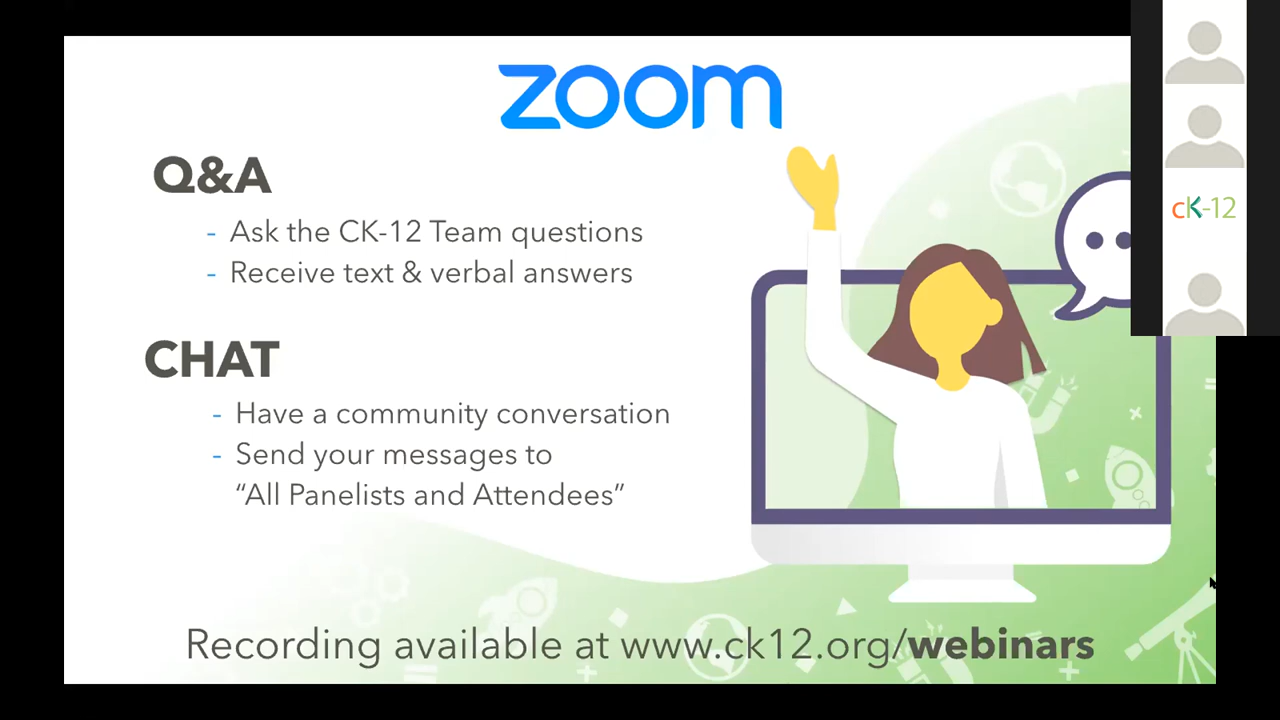 zoom
Q&A
- Ask the CK-12 Team questions
- Receive text & verbal answers
CHAT
- Have a community conversation
- Send your messages to
“All Panelists and Attendees”
Recording available at www.ck12.org/webinars
cK-12